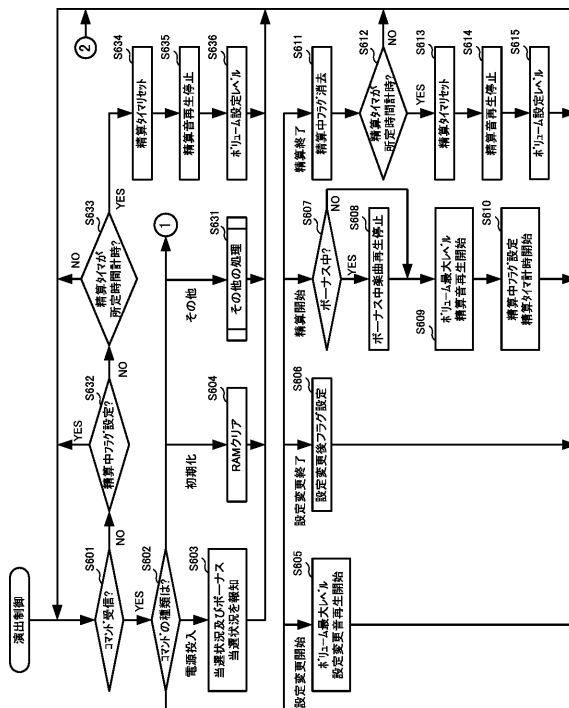 演出制御
S601
コマンド受信?
NO
YES
S632
精算中フラグ設定?
YES
NO
S633
精算タイマが
所定時間計時?
NO
YES
S634
精算タイマリセット
S635
精算音再生停止
S636
ボリューム設定レベル
2
S602
コマンドの種類は?
1
電源投入
S603
当選状況及びボーナス
当選状況を報知
初期化
S604
RAMクリア
その他
S631
その他の処理
設定変更開始
S605
ボリューム最大レベル
設定変更音再生開始
設定変更終了
S606
設定変更後フラグ設定
精算開始
S607
ボーナス中?
NO
YES
S608
ボーナス中楽曲再生停止
S609
ボリューム最大レベル
精算音再生開始
S610
精算中フラグ設定
精算タイマ計時開始
精算終了
S611
精算中フラグ消去
S612
精算タイマが
所定時間計時?
NO
YES
S613
精算タイマリセット
S614
精算音再生停止
S615
ボリューム設定レベル